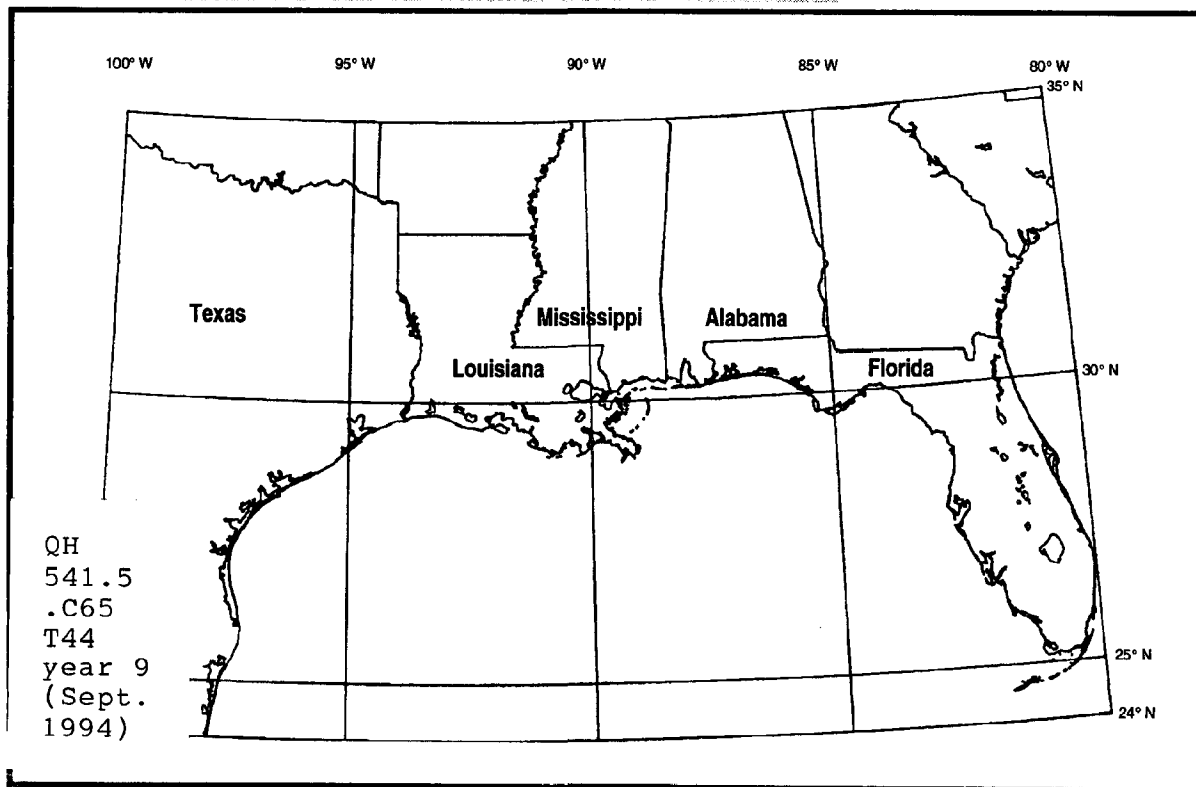 100° W 95° W 90° W 85° W 80° W
35° N
Texas
Mississippi
Alabama
Louisiana
Florida
30° N
QH
541.5
.C65
T44
year 9
(Sept.
1994)
25° N
24° N